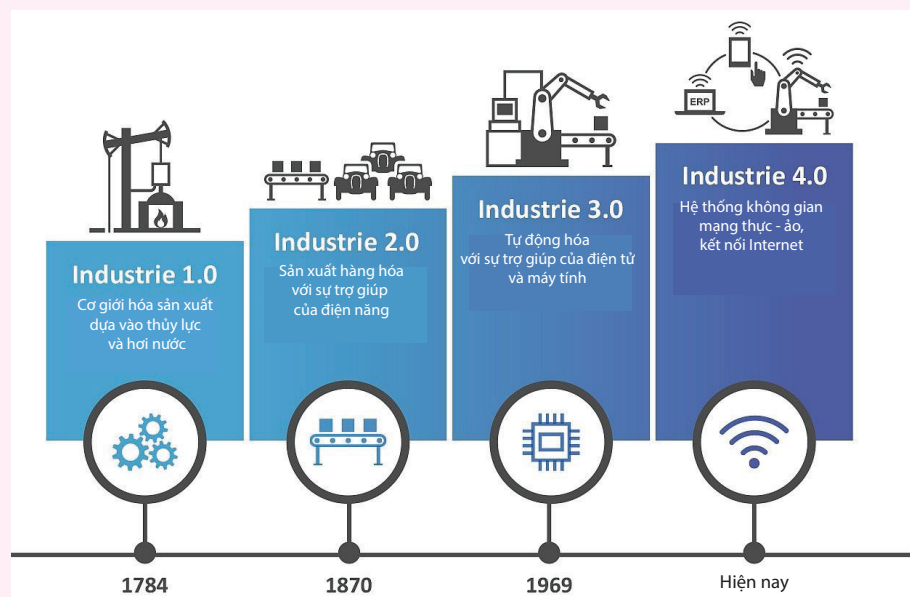 ERP
Industrie 1.0
Cơ giới hóa sản xuất
dựa vào thủy lực
và hơi nước
Industrie 2.0
Sản xuất hàng hóa
với sự trợ giúp
của điện năng
Industrie 3.0
Tự động hóa
với sự trợ giúp của điện tử
và máy tính
Industrie 4.0
Hệ thống không gian
mạng thực - ảo,
kết nối Internet
1784
1870
1969
Hiện nay